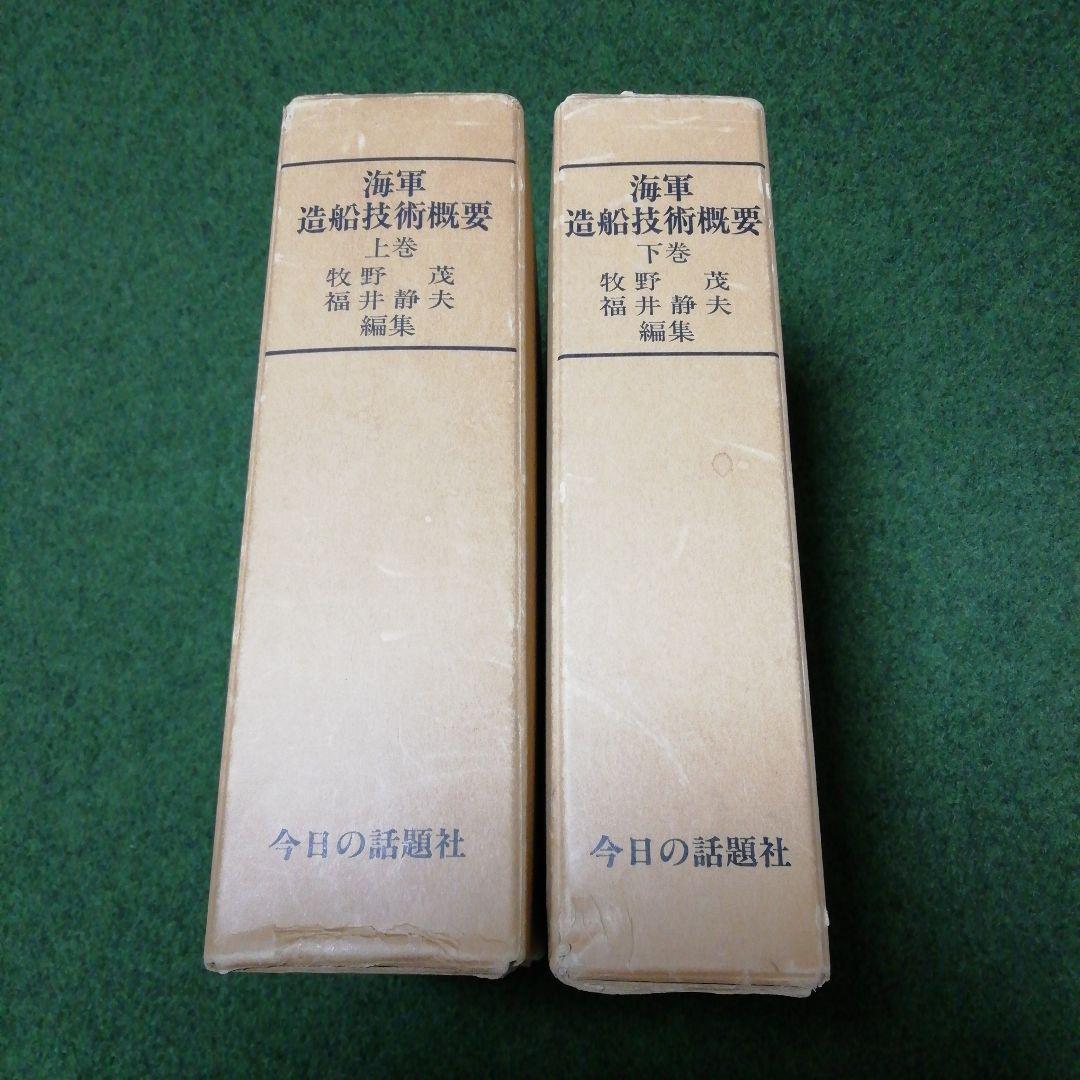 海軍
造船技術概要
上巻
牧野 茂
福井静夫
編集
今日の話題社
海軍
造船技術概要
下巻
牧野 茂
福井静夫
編集
今日の話題社